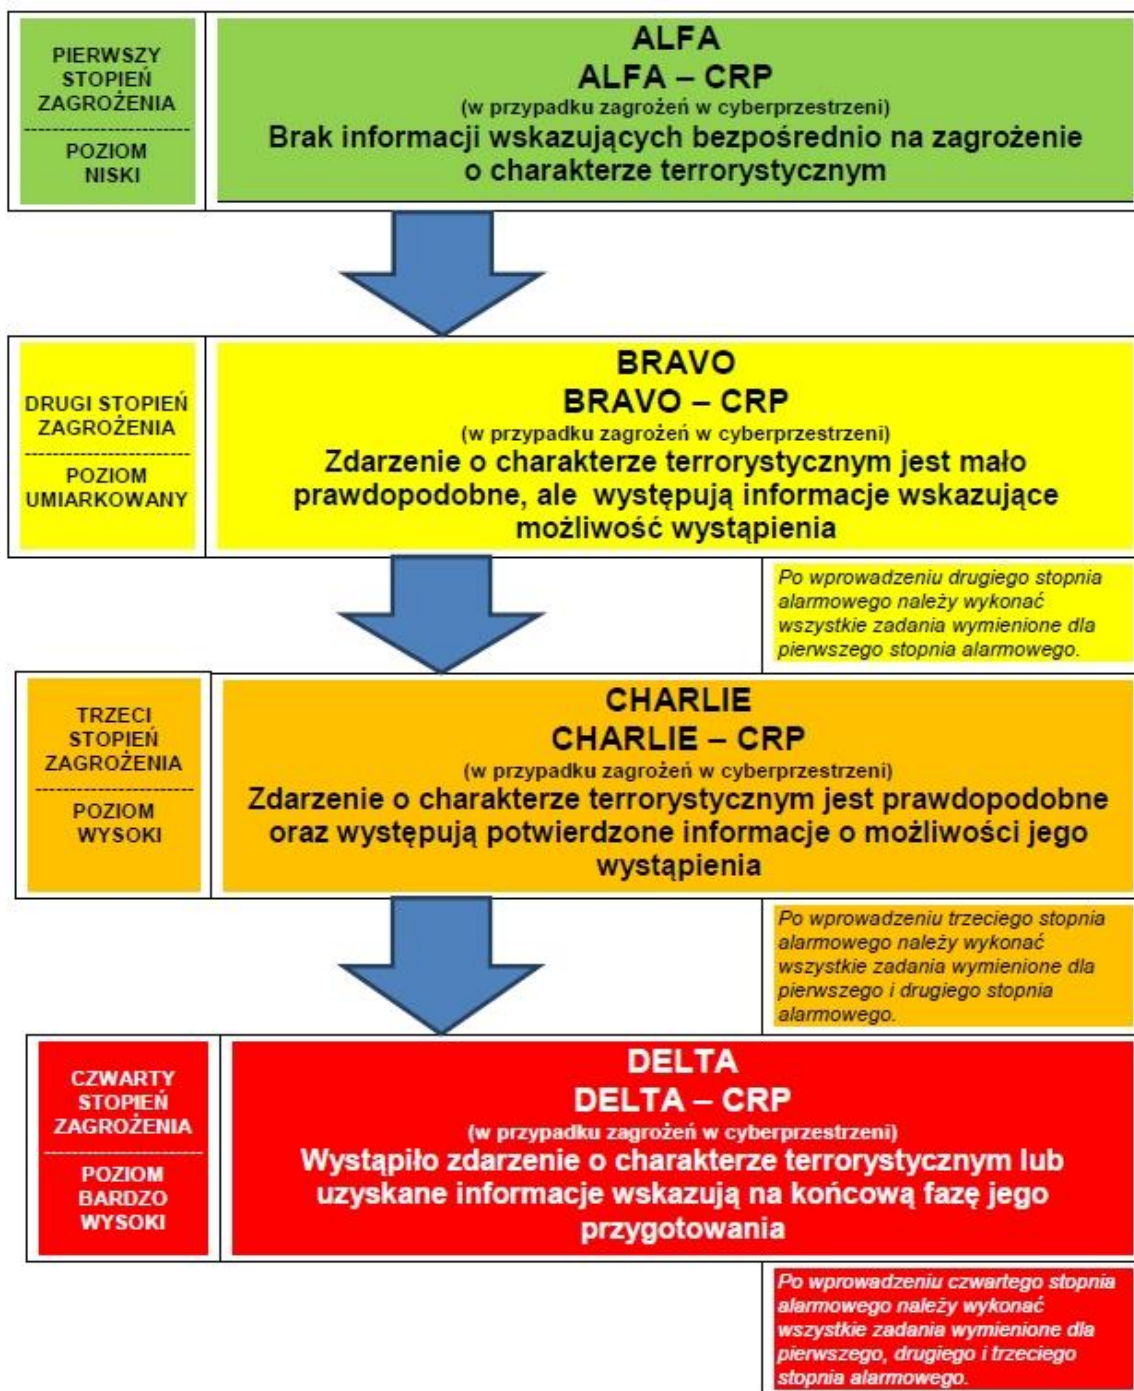 PIERWSZY
STOPIEŃ
ZAGROŻENIA
POZIOM
NISKI
ALFA
ALFA – CRP
(w przypadku zagrożeń w cyberprzestrzeni)
Brak informacji wskazujących bezpośrednio na zagrożenie
o charakterze terrorystycznym
DRUGI STOPIEŃ
ZAGROŻENIA
POZIOM
UMIARKOWANY
BRAVO
BRAVO – CRP
(w przypadku zagrożeń w cyberprzestrzeni)
Zdarzenie o charakterze terrorystycznym jest mało
prawdopodobne, ale występują informacje wskazujące
możliwość wystąpienia
Po wprowadzeniu drugiego stopnia
alarmowego należy wykonać
wszystkie zadania wymienione dla
pierwszego stopnia alarmowego.
TRZECI
STOPIEŃ
ZAGROŻENIA
POZIOM
WYSOKI
CHARLIE
CHARLIE – CRP
(w przypadku zagrożeń w cyberprzestrzeni)
Zdarzenie o charakterze terrorystycznym jest prawdopodobne
oraz występują potwierdzone informacje o możliwości jego
wystąpienia
Po wprowadzeniu trzeciego stopnia
alarmowego należy wykonać
wszystkie zadania wymienione dla
pierwszego i drugiego stopnia
alarmowego.
CZWARTY
STOPIEŃ
ZAGROŻENIA
POZIOM
BARDZO
WYSOKI
DELTA
DELTA – CRP
(w przypadku zagrożeń w cyberprzestrzeni)
Wystąpiło zdarzenie o charakterze terrorystycznym lub
uzyskane informacje wskazują na końcową fazę jego
przygotowania
Po wprowadzeniu czwartego stopnia
alarmowego należy wykonać
wszystkie zadania wymienione dla
pierwszego, drugiego i trzeciego
stopnia alarmowego.